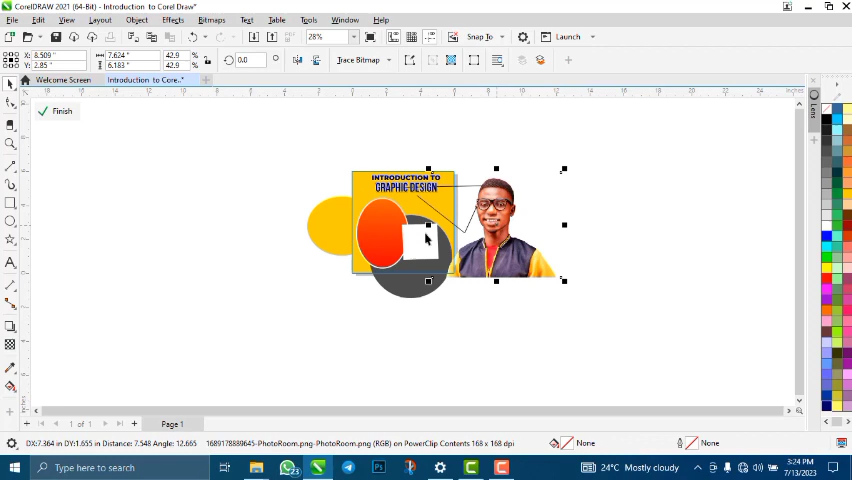 CorelDRAW 2021 (64-Bit) - Introduction to Corel Draw*
File Edit View Layout Object Effects Bitmaps Text Table Tools Window Help
28% Snap To Launch
X: 8.509 " 7.624 " 42.9 % 0.0 Trace Bitmap
Y: 2.85 " 6.183 " 42.9 %
Welcome Screen Introduction to Core..*
inches
Finish
Lens
INTRODUCTION TO
GRAPHIC DESIGN
1 of 1 Page 1
DX:7.364 in DY:1.655 in Distance: 7.548 Angle: 12.665 1689178889645-PhotoRoom.png-PhotoRoom.png (RGB) on PowerClip Contents 168 x 168 dpi None None
Type here to search 23 Ps 24°C Mostly cloudy 3:24 PM
7/13/2023